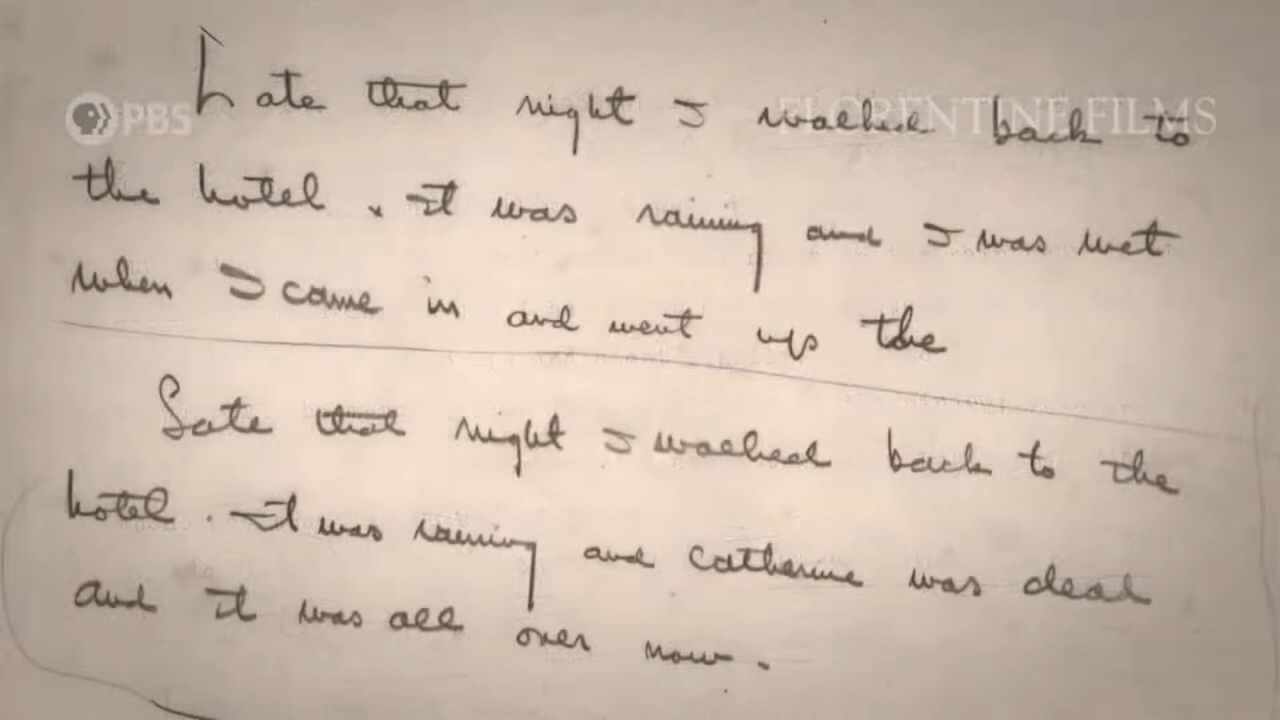 Late that night I walked back to
PBS FLORENTINE FILMS
the hotel. It was raining and I was wet
when I came in and went up the
Late that night I walked back to the
hotel. It was raining and Catherine was dead
and it was all over now.